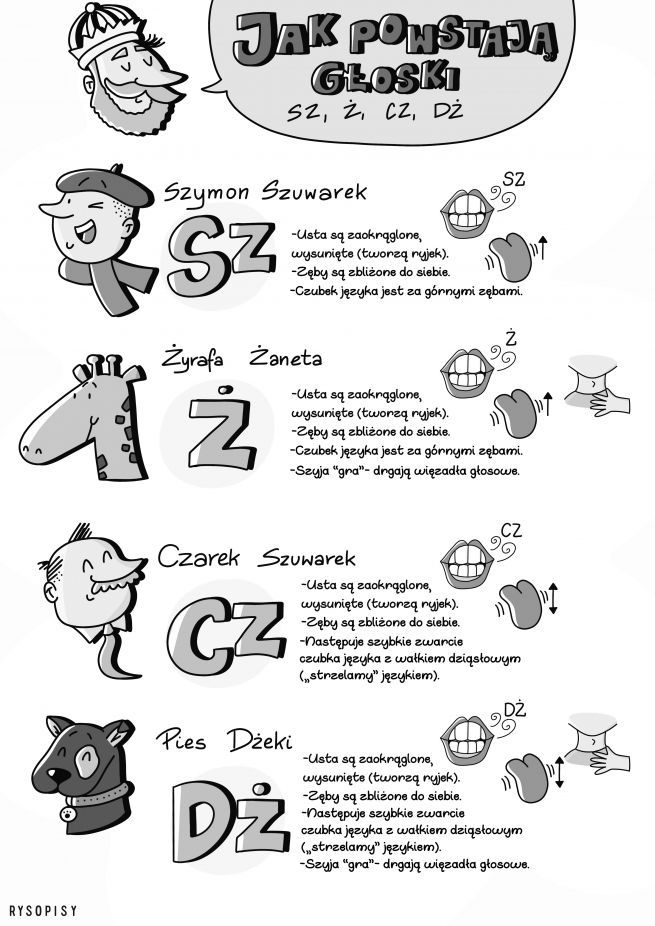 JAK POWSTAJĄ
GŁOSKI
SZ, Ż, CZ, DŻ
Szymon Szuwarek
SZ
SZ
-Usta są zaokrąglone,
wysunięte (tworzą ryjek).
-Zęby są zbliżone do siebie.
-Czubek języka jest za górnymi zębami.
Żyrafa Żaneta
Ż
Ż
-Usta są zaokrąglone,
wysunięte (tworzą ryjek).
-Zęby są zbliżone do siebie.
-Czubek języka jest za górnymi zębami.
-Szyja “gra”- drgają więzadła głosowe.
Czarek Szuwarek
CZ
CZ
-Usta są zaokrąglone,
wysunięte (tworzą ryjek).
-Zęby są zbliżone do siebie.
-Następuje szybkie zwarcie
czubka języka z wałkiem dziąsłowym
(„strzelamy” językiem).
Pies Dżeki
DŻ
DŻ
-Usta są zaokrąglone,
wysunięte (tworzą ryjek).
-Zęby są zbliżone do siebie.
-Następuje szybkie zwarcie
czubka języka z wałkiem dziąsłowym
(„strzelamy” językiem).
-Szyja “gra”- drgają więzadła głosowe.
RYSOPISY